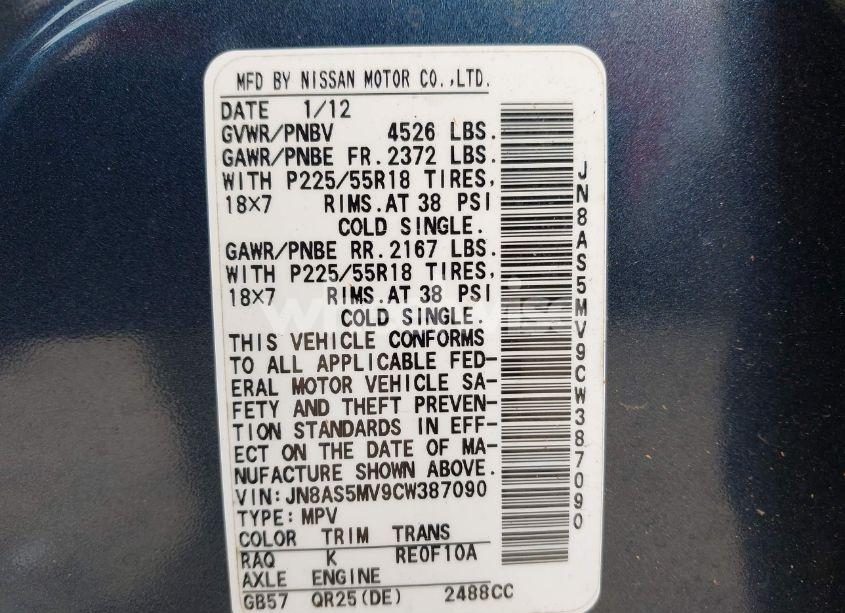 MFD BY NISSAN MOTOR CO.,LTD.
DATE 1/12
GVWR/PNBV 4526 LBS.
GAWR/PNBE FR.2372 LBS.
WITH P225/55R18 TIRES,
18X7 RIMS.AT 38 PSI
COLD SINGLE.
GAWR/PNBE RR.2167 LBS.
WITH P225/55R18 TIRES,
18X7 RIMS.AT 38 PSI
COLD SINGLE.
THIS VEHICLE CONFORMS
TO ALL APPLICABLE FED-
ERAL MOTOR VEHICLE SA-
FETY AND THEFT PREVEN-
TION STANDARDS IN EFF-
ECT ON THE DATE OF MA-
NUFACTURE SHOWN ABOVE.
VIN:JN8AS5MV9CW387090
TYPE:MPV
COLOR TRIM TRANS
RAQ K RE0F10A
AXLE ENGINE
GB57 QR25(DE) 2488CC
JN8AS5MV9CW387090